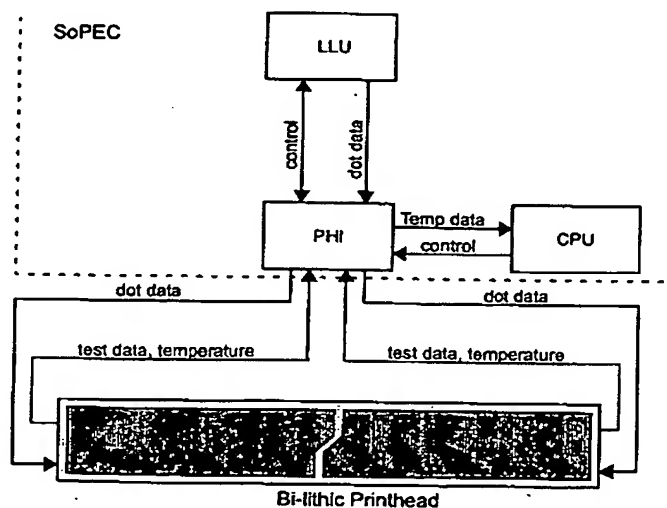 SoPEC
LLU
control
dot data
PHI
Temp data
control
CPU
dot data
dot data
test data, temperature
test data, temperature
Bi-lithic Printhead